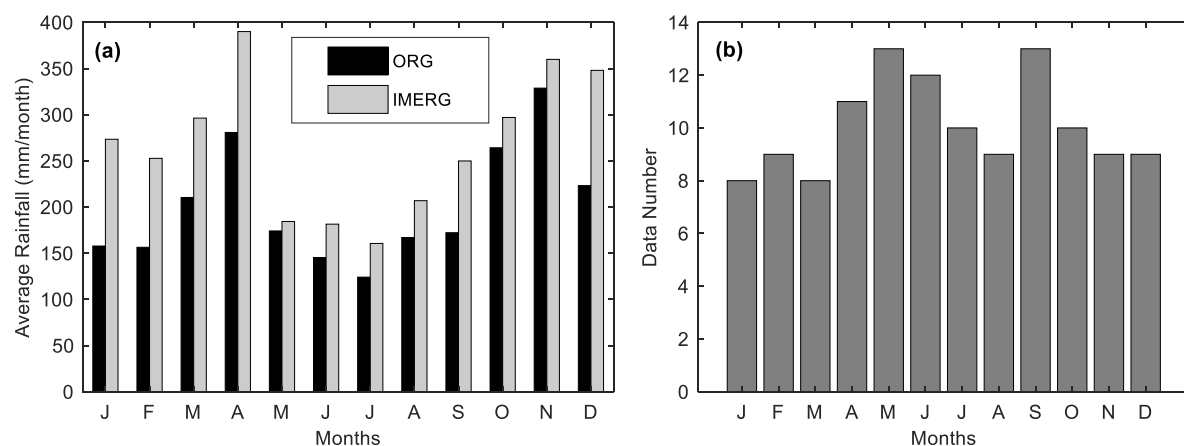 400
350
300
250
200
150
100
50
0
Average Rainfall (mm/month)
(a)
ORG
IMERG
J F M A M J J A S O N D
Months
14
12
10
8
6
4
2
0
Data Number
(b)
J F M A M J J A S O N D
Months